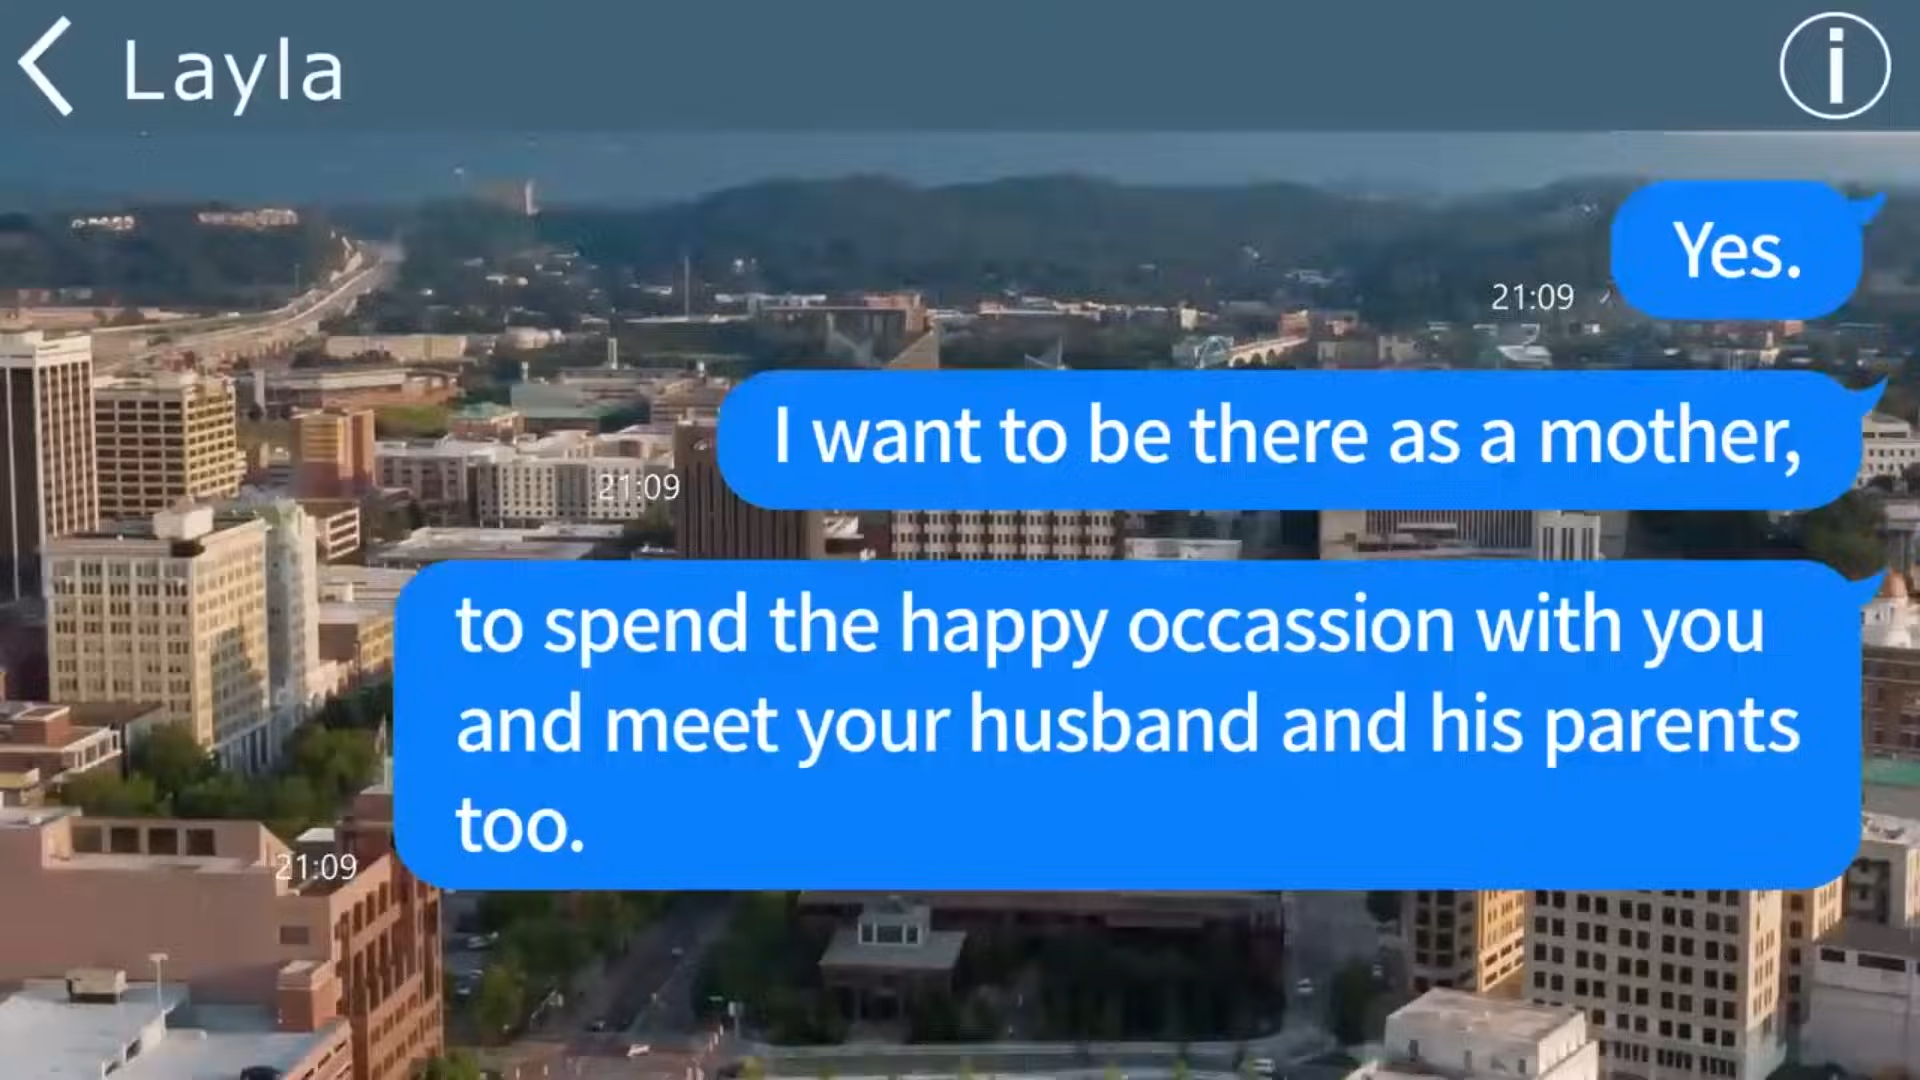 Layla
Yes.
21:09
I want to be there as a mother,
21:09
to spend the happy occassion with you
and meet your husband and his parents
too.
21:09